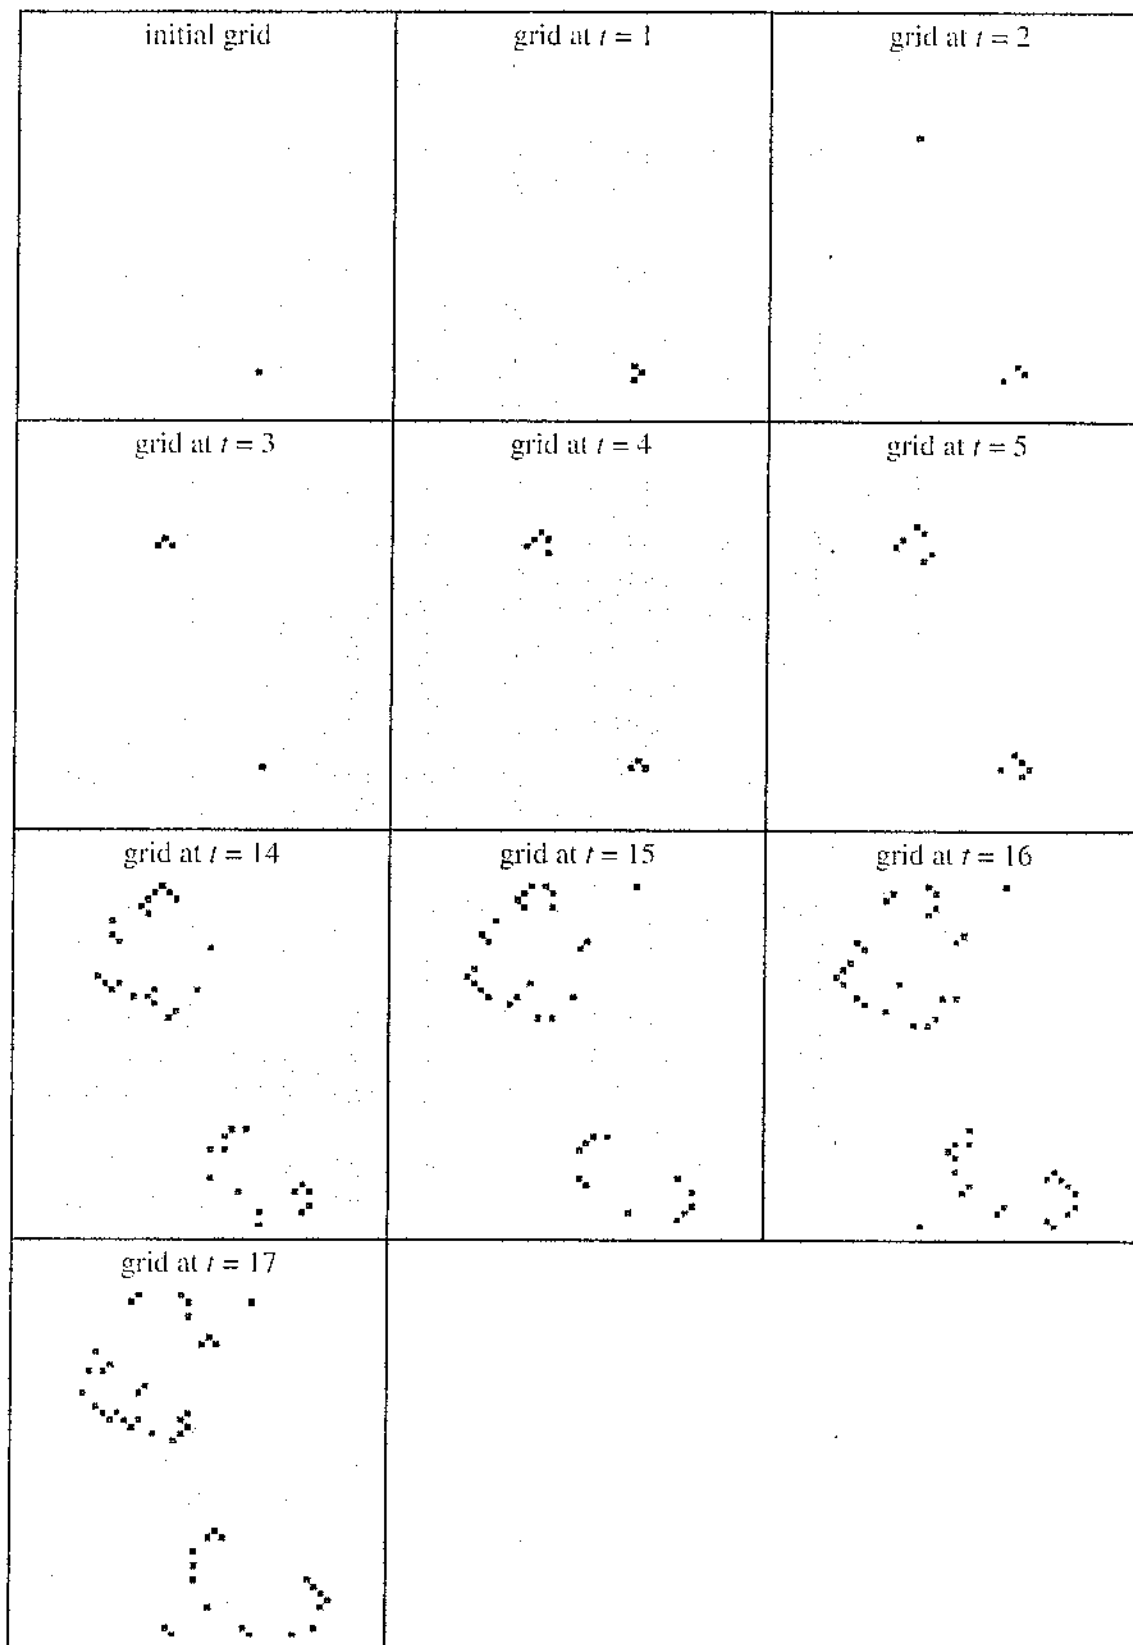 initial grid
grid at t = 1
grid at t = 2
grid at t = 3
grid at t = 4
grid at t = 5
grid at t = 14
grid at t = 15
grid at t = 16
grid at t = 17